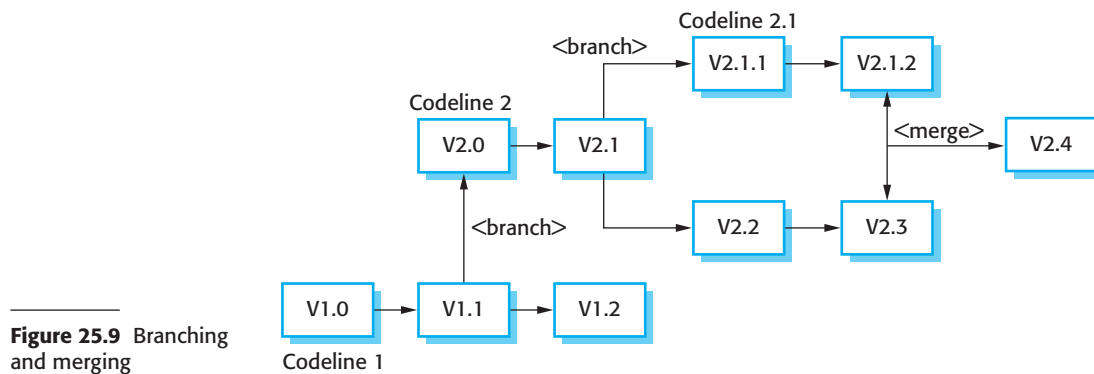 Codeline 2.1
<branch>
V2.1.1
V2.1.2
Codeline 2
V2.0
V2.1
<merge>
V2.4
<branch>
V2.2
V2.3
V1.0
V1.1
V1.2
Codeline 1
Figure 25.9 Branching
and merging